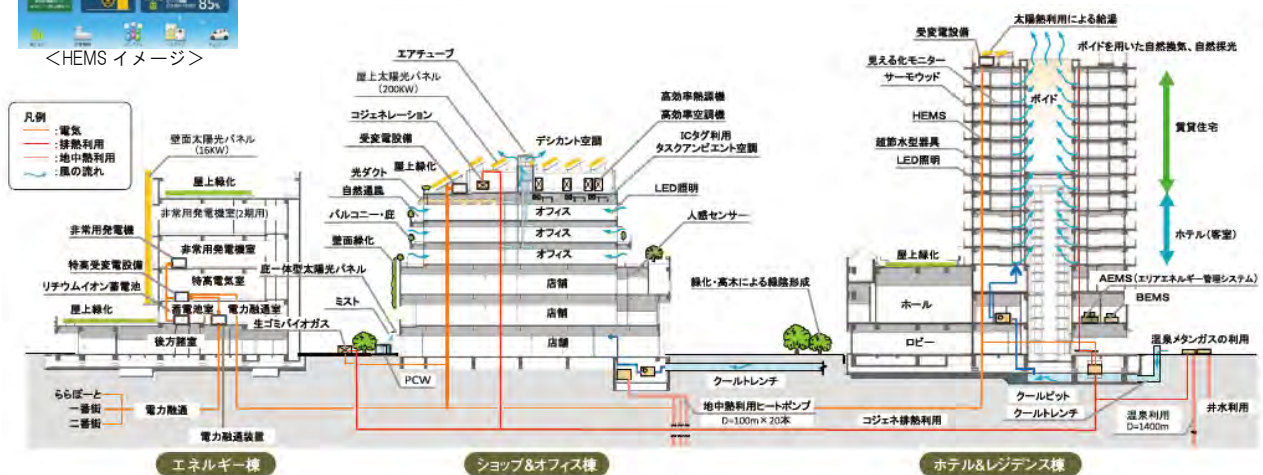 85%
<HEMS イメージ>
凡例
:電気
:排熱利用
:地中熱利用
:風の流れ
壁面太陽光パネル
(16KW)
屋上緑化
非常用発電機室(2期用)
非常用発電機
非常用発電機室
特高受変電設備
特高電気室
リチウムイオン蓄電池
蓄電池室
電力融通室
屋上緑化
後方諸室
生ゴミバイオガス
ららぽーと
一番街
二番街
電力融通
電力融通装置
エネルギー棟
エアチューブ
屋上太陽光パネル
(200KW)
コジェネレーション
受変電設備
屋上緑化
光ダクト
自然通風
バルコニー・庇
壁面緑化
庇一体型太陽光パネル
ミスト
PCW
デシカント空調
高効率熱源機
高効率空調機
ICタグ利用
タスクアンビエント空調
LED照明
人感センサー
オフィス
オフィス
オフィス
店舗
店舗
店舗
緑化・高木による緑陰形成
クールトレンチ
地中熱利用ヒートポンプ
D=100m×20本
ショップ&オフィス棟
コジェネ排熱利用
太陽熱利用による給湯
受変電設備
ボイドを用いた自然換気、自然採光
見える化モニター
サーモウッド
ボイド
HEMS
超節水型器具
LED照明
賃貸住宅
ホテル(客室)
屋上緑化
AEMS(エリアエネルギー管理システム)
BEMS
ホール
ロビー
温泉メタンガスの利用
クールピット
クールトレンチ
温泉利用
D=1400m
井水利用
ホテル&レジデンス棟